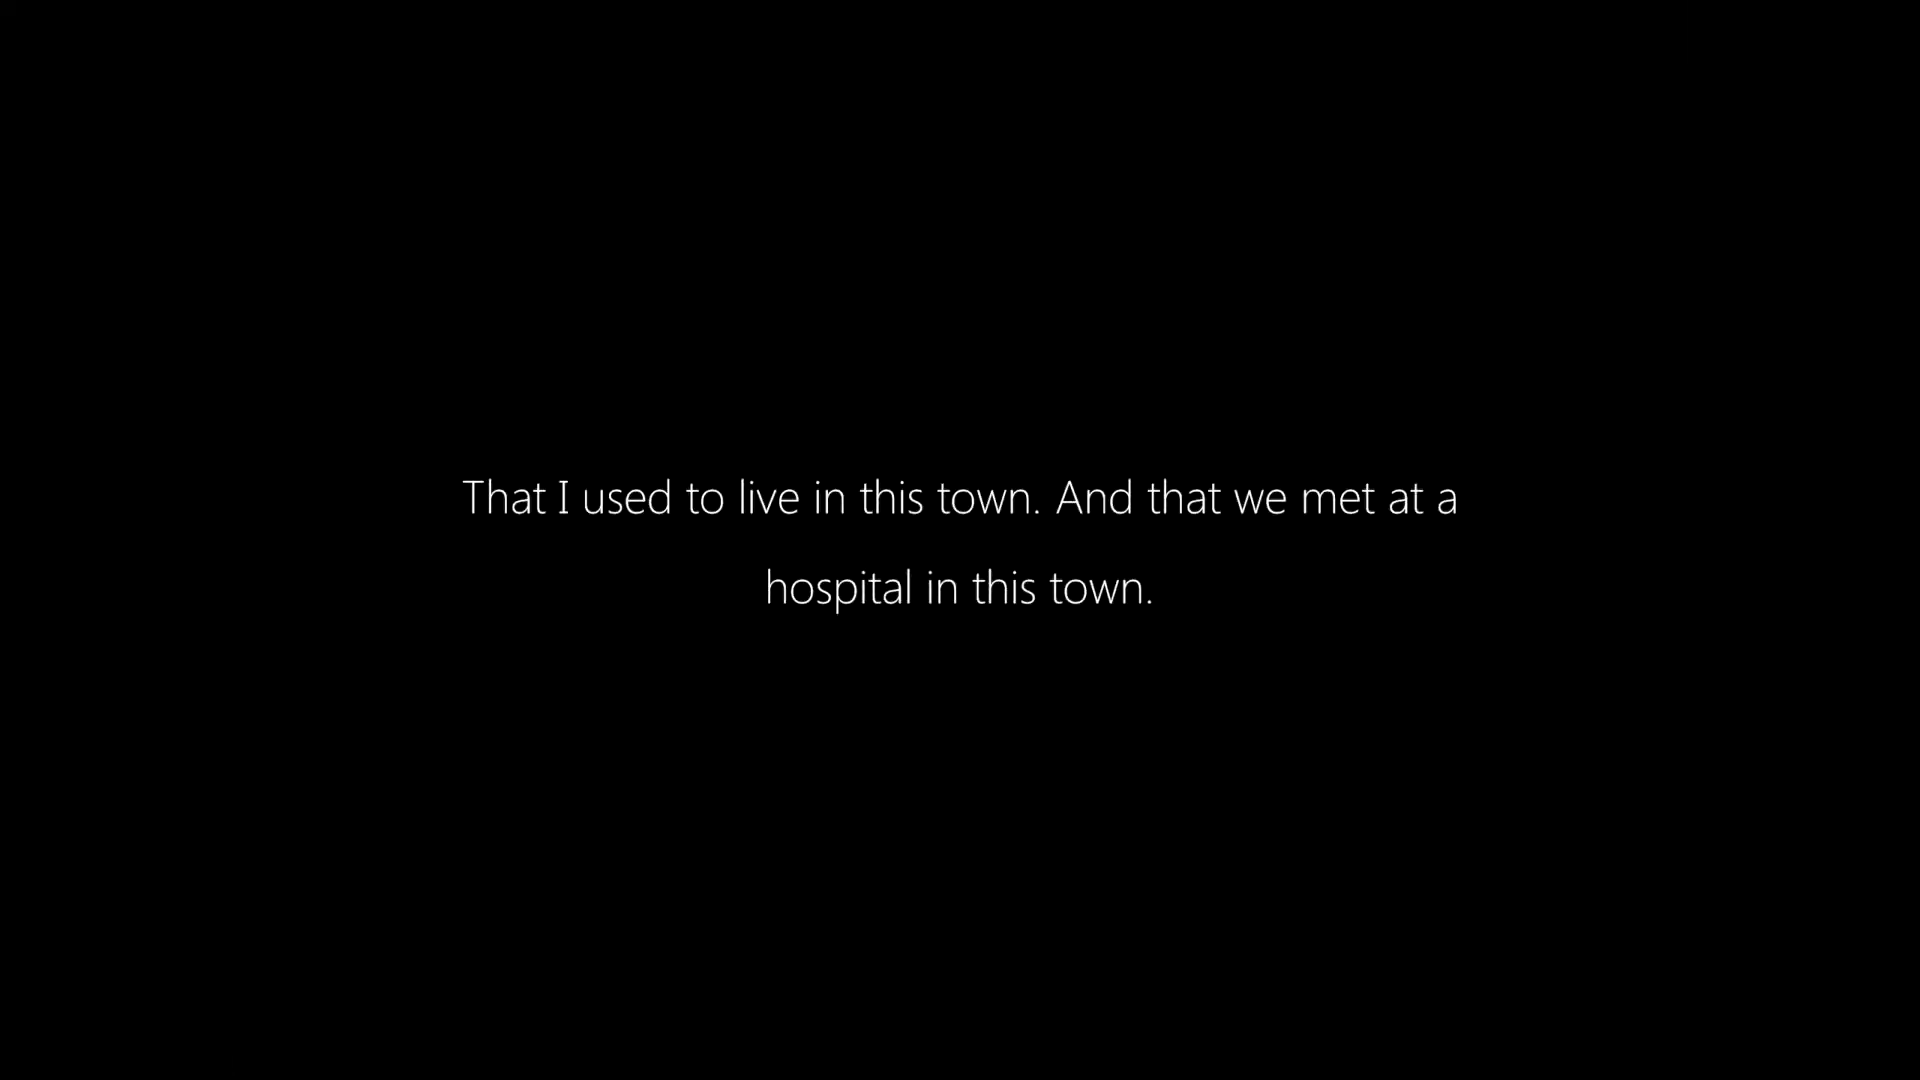 That I used to live in this town. And that we met at a
hospital in this town.